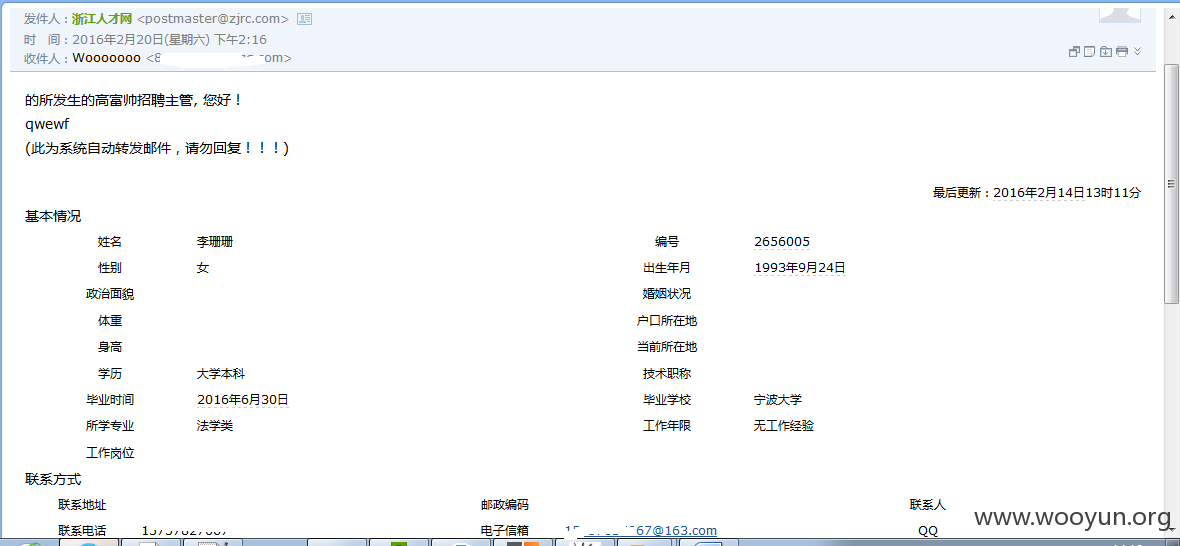 发件人：浙江人才网 <postmaster@zjrc.com>
时 间：2016年2月20日(星期六) 下午2:16
收件人：Wooooooo <8 com>
的所发生的高富帅招聘主管, 您好！
qwewf
(此为系统自动转发邮件，请勿回复！！！)
最后更新：2016年2月14日13时11分
基本情况
姓名 李珊珊 编号 2656005
性别 女 出生年月 1993年9月24日
政治面貌 婚姻状况
体重 户口所在地
身高 当前所在地
学历 大学本科 技术职称
毕业时间 2016年6月30日 毕业学校 宁波大学
所学专业 法学类 工作年限 无工作经验
工作岗位
联系方式
联系地址 邮政编码 联系人
联系电话 电子信箱 67@163.com QQ
www.wooyun.org